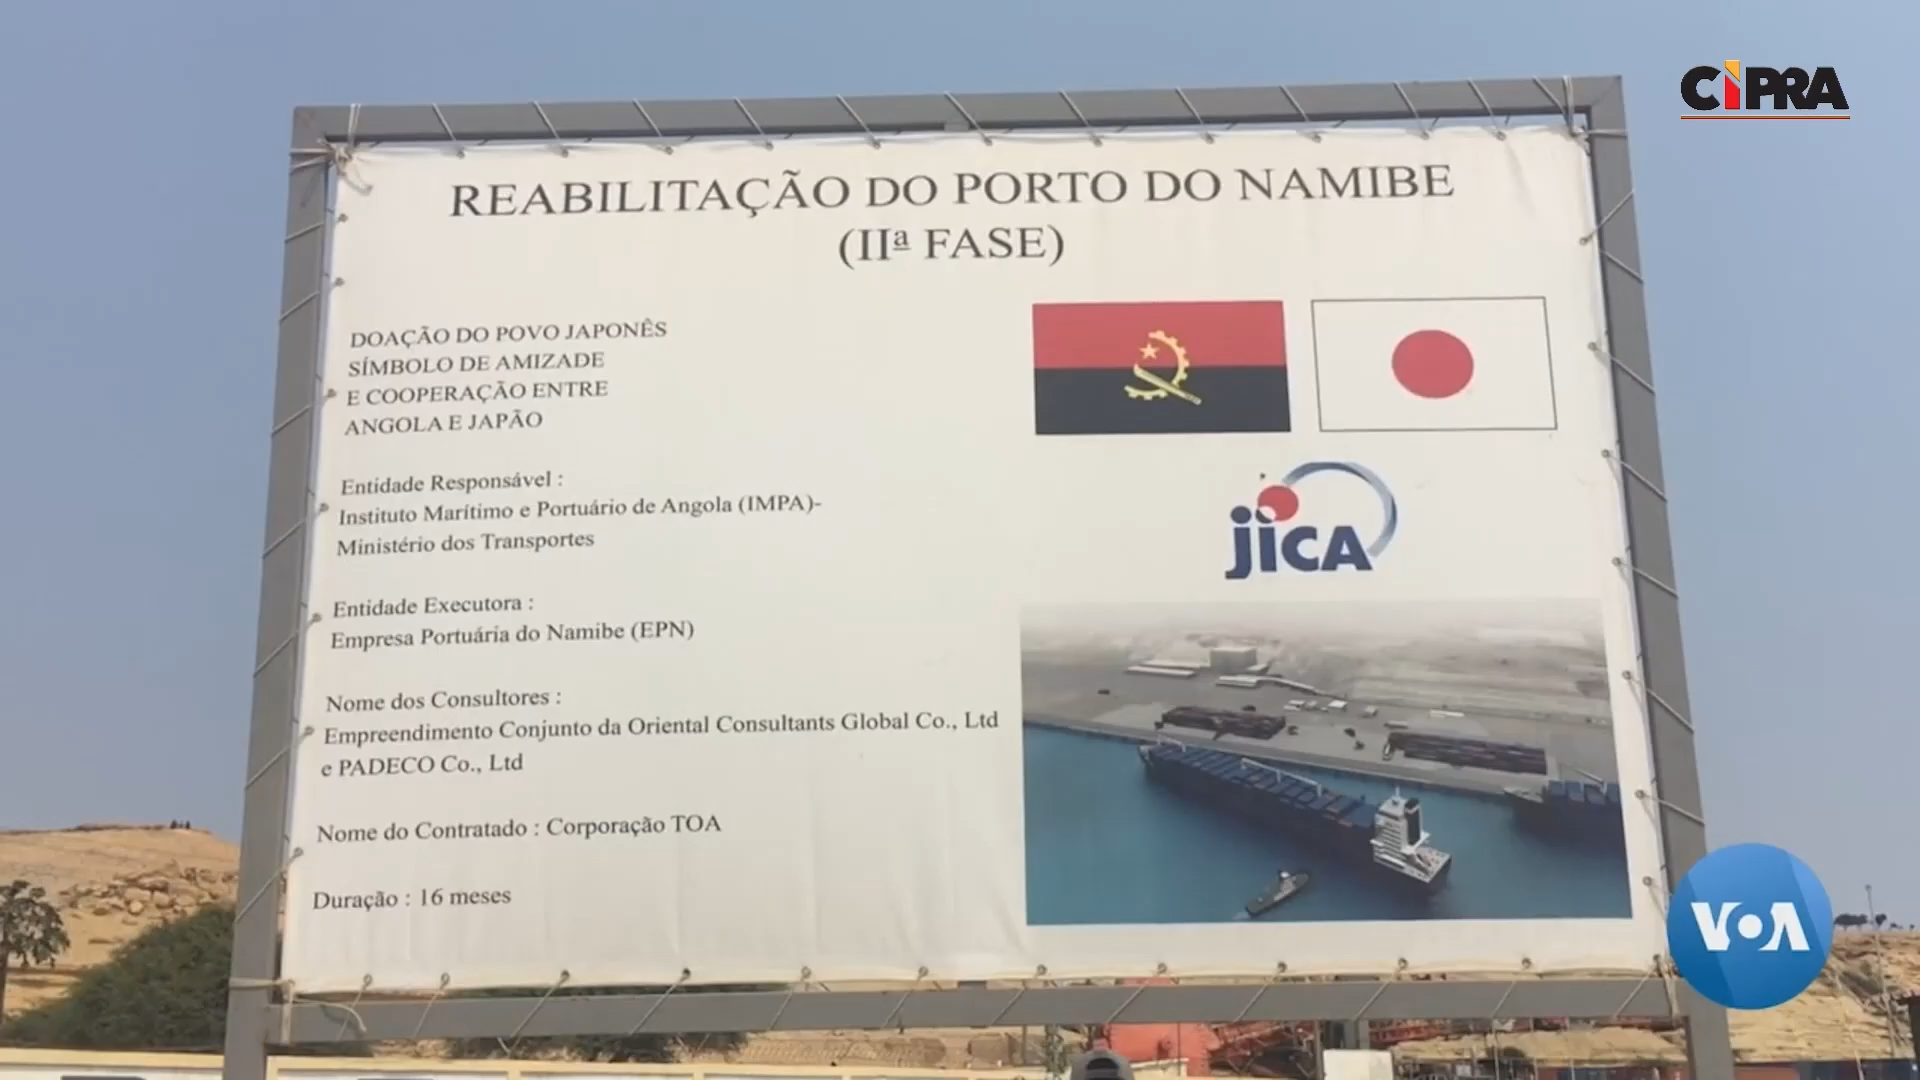 CIPRA
REABILITAÇÃO DO PORTO DO NAMIBE
(IIª FASE)
DOAÇÃO DO POVO JAPONÊS
SÍMBOLO DE AMIZADE
E COOPERAÇÃO ENTRE
ANGOLA E JAPÃO
Entidade Responsável :
Instituto Marítimo e Portuário de Angola (IMPA)-
Ministério dos Transportes
Entidade Executora :
Empresa Portuária do Namibe (EPN)
Nome dos Consultores :
Empreendimento Conjunto da Oriental Consultants Global Co., Ltd
e PADECO Co., Ltd
Nome do Contratado : Corporação TOA
Duração : 16 meses
jICA
VOA